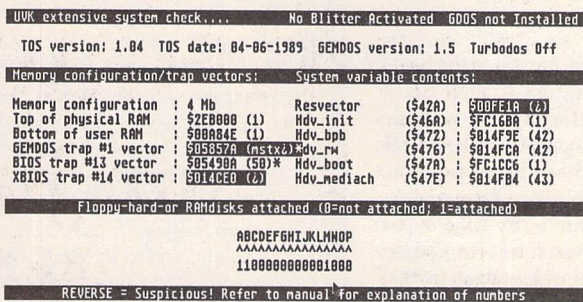 UVK extensive system check.... No Blitter Activated GDOS not Installed
TOS version: 1.04 TOS date: 04-06-1989 GEMDOS version: 1.5 Turbodos Off
Memory configuration/trap vectors: System variable contents:
Memory configuration : 4 Mb Resvector ($42A) : $00FE1A (¿)
Top of physical RAM : $2EB000 (1) Hdv_init ($46A) : $FC16BA (1)
Bottom of user RAM : $00A84E (1) Hdv_bpb ($472) : $014F9E (42)
GEMDOS trap #1 vector : $05857A (mstx¿)*dv_rw ($476) : $014FCA (42)
BIOS trap #13 vector : $05490A (50)* Hdv_boot ($47A) : $FC1CC6 (1)
XBIOS trap #14 vector : $014CE0 (¿) Hdv_mediach ($47E) : $014FB4 (43)
Floppy-hard-or RAMdisks attached (0=not attached; 1=attached)
ABCDEFGHIJKLMNOP
^^^^^^^^^^^^^^^^
1100000000001000
REVERSE = Suspicious! Refer to manual for explanation of numbers